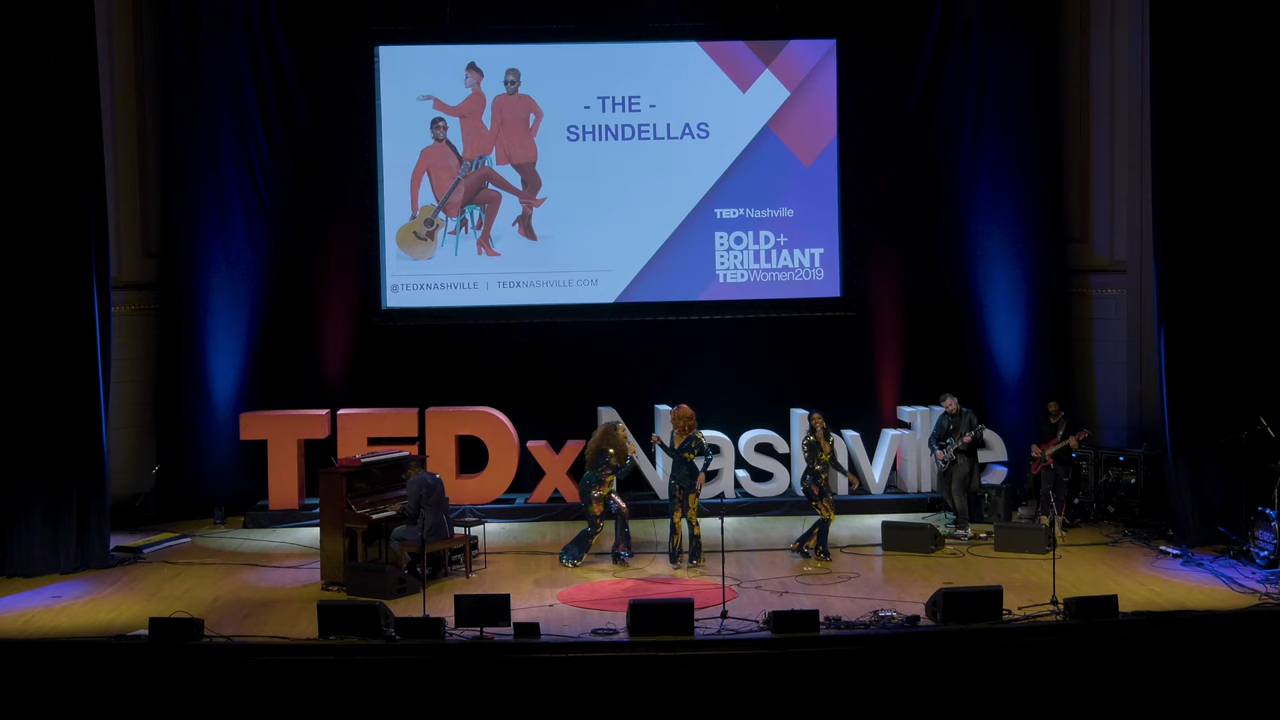 - THE -
SHINDELLAS
TEDx Nashville
BOLD+
BRILLIANT
TEDWomen2019
@TEDXNASHVILLE | TEDXNASHVILLE.COM
TEDxNashville